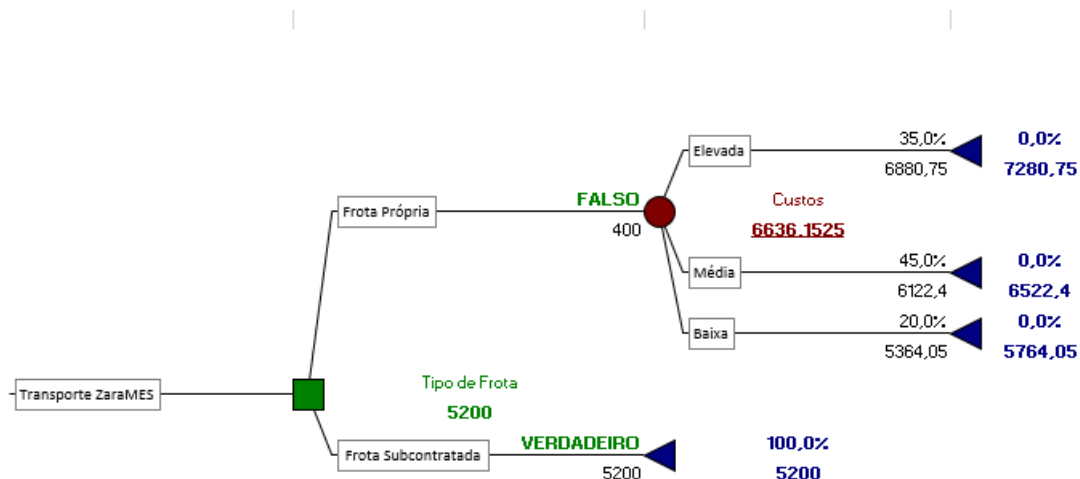 35,0%
0,0%
Elevada
6880,75
7280,75
FALSO
Custos
Frota Própria
400
6636,1525
45,0%
0,0%
Média
6122,4
6522,4
20,0%
0,0%
Baixa
5364,05
5764,05
Tipo de Frota
Transporte ZaraMES
5200
VERDADEIRO
100,0%
Frota Subcontratada
5200
5200